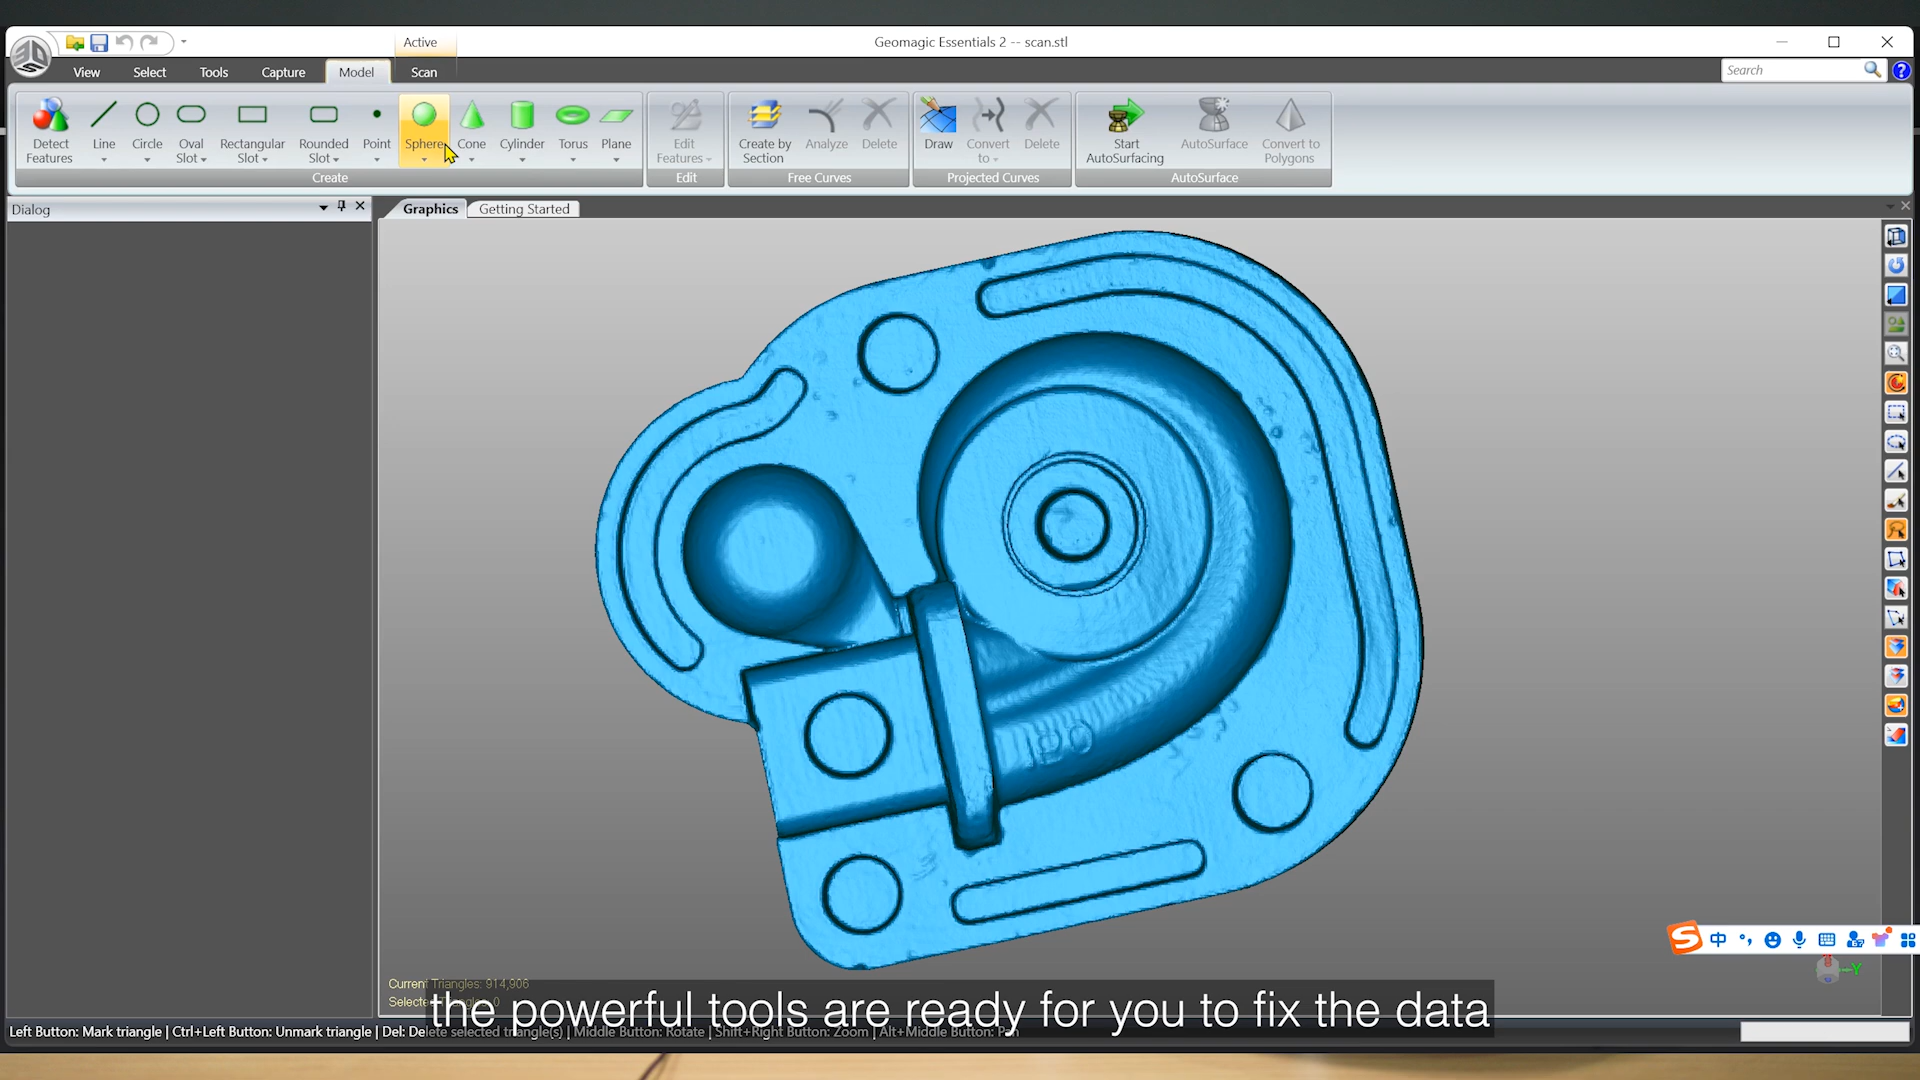 Active
Geomagic Essentials 2 -- scan.stl
View Select Tools Capture Model Scan
Search
Detect Features
Line
Circle
Oval Slot
Rectangular Slot
Rounded Slot
Point
Sphere
Cone
Cylinder
Torus
Plane
Edit Features
Create by Section
Analyze
Delete
Draw
Convert to
Delete
Start AutoSurfacing
AutoSurface
Convert to Polygons
Create
Edit
Free Curves
Projected Curves
AutoSurface
Dialog
Graphics
Getting Started
中
Y
Current Triangles: 914,906
the powerful tools are ready for you to fix the data
Left Button: Mark triangle | Ctrl+Left Button: Unmark triangle | Del: Delete selected triangle(s) | Middle Button: Rotate | Shift+Right Button: Zoom | Alt+Middle Button: Pan